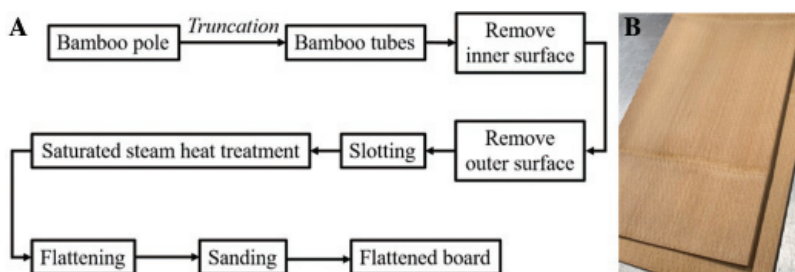 A
B
Bamboo pole
Truncation
Bamboo tubes
Remove
inner surface
Saturated steam heat treatment
Slotting
Remove
outer surface
Flattening
Sanding
Flattened board